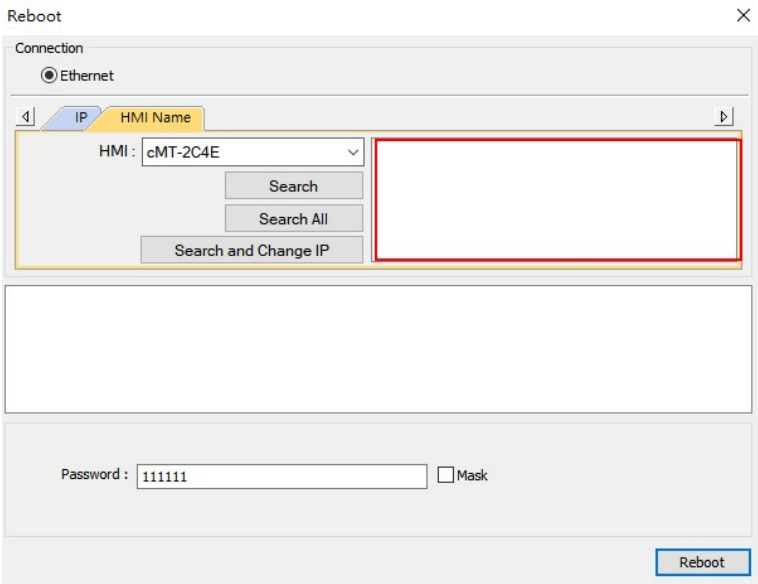 Reboot
Connection
Ethernet
IP HMI Name
HMI : cMT-2C4E
Search
Search All
Search and Change IP
Password : 111111 Mask
Reboot